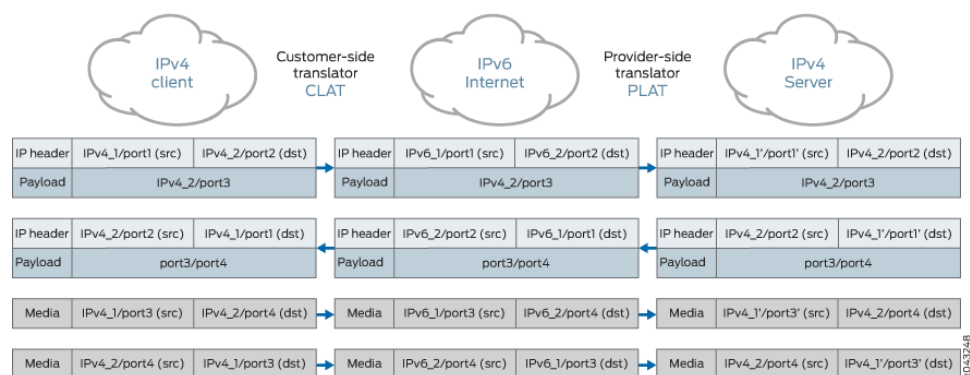 IPv4
client
Customer-side
translator
CLAT
IPv6
Internet
Provider-side
translator
PLAT
IPv4
Server
IP header IPv4_1/port1 (src) IPv4_2/port2 (dst) IP header IPv6_1/port1 (src) IPv6_2/port2 (dst) IP header IPv4_1'/port1' (src) IPv4_2/port2 (dst)
Payload IPv4_2/port3 Payload IPv4_2/port3 Payload IPv4_2/port3
IP header IPv4_2/port2 (src) IPv4_1/port1 (dst) IP header IPv6_2/port2 (src) IPv6_1/port1 (dst) IP header IPv4_2/port2 (src) IPv4_1'/port1' (dst)
Payload port3/port4 Payload port3/port4 Payload port3/port4
Media IPv4_1/port3 (src) IPv4_2/port4 (dst) Media IPv6_1/port3 (src) IPv6_2/port4 (dst) Media IPv4_1'/port3' (src) IPv4_2/port4 (dst)
Media IPv4_2/port4 (src) IPv4_1/port3 (dst) Media IPv6_2/port4 (src) IPv6_1/port3 (dst) Media IPv4_2/port4 (src) IPv4_1'/port3' (dst)